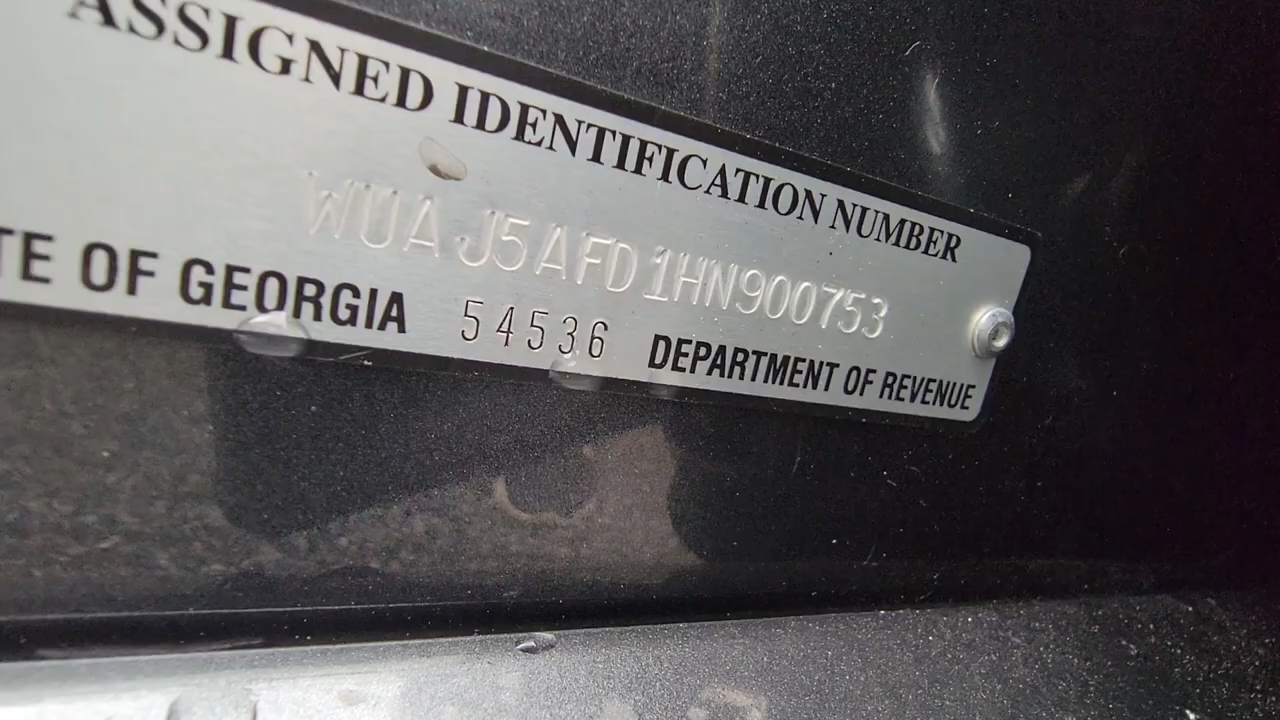 ASSIGNED IDENTIFICATION NUMBER
WUAJ5AFD1HN900753
TE OF GEORGIA 54536 DEPARTMENT OF REVENUE